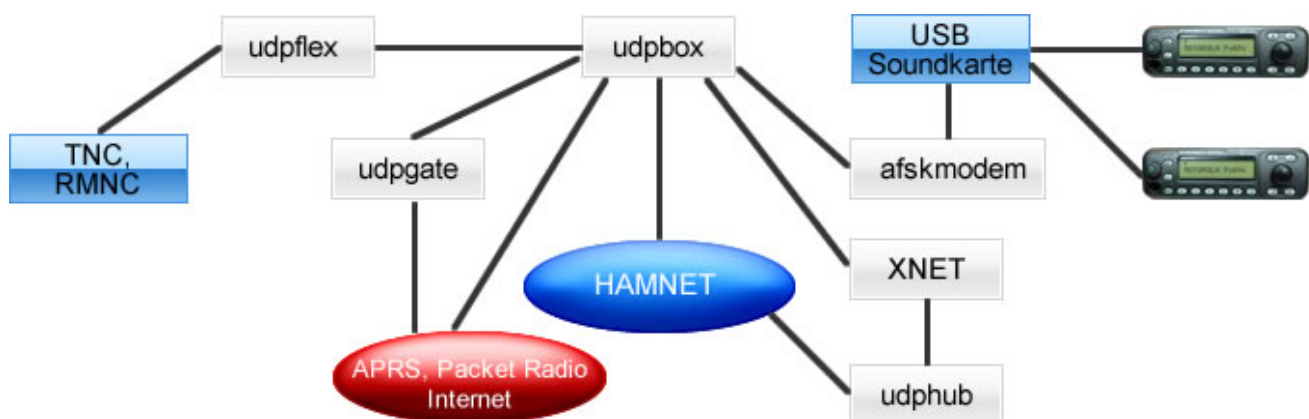 udpflex
udpbox
USB
Soundkarte
TNC,
RMNC
udpgate
afskmodem
HAMNET
XNET
APRS, Packet Radio
Internet
udphub